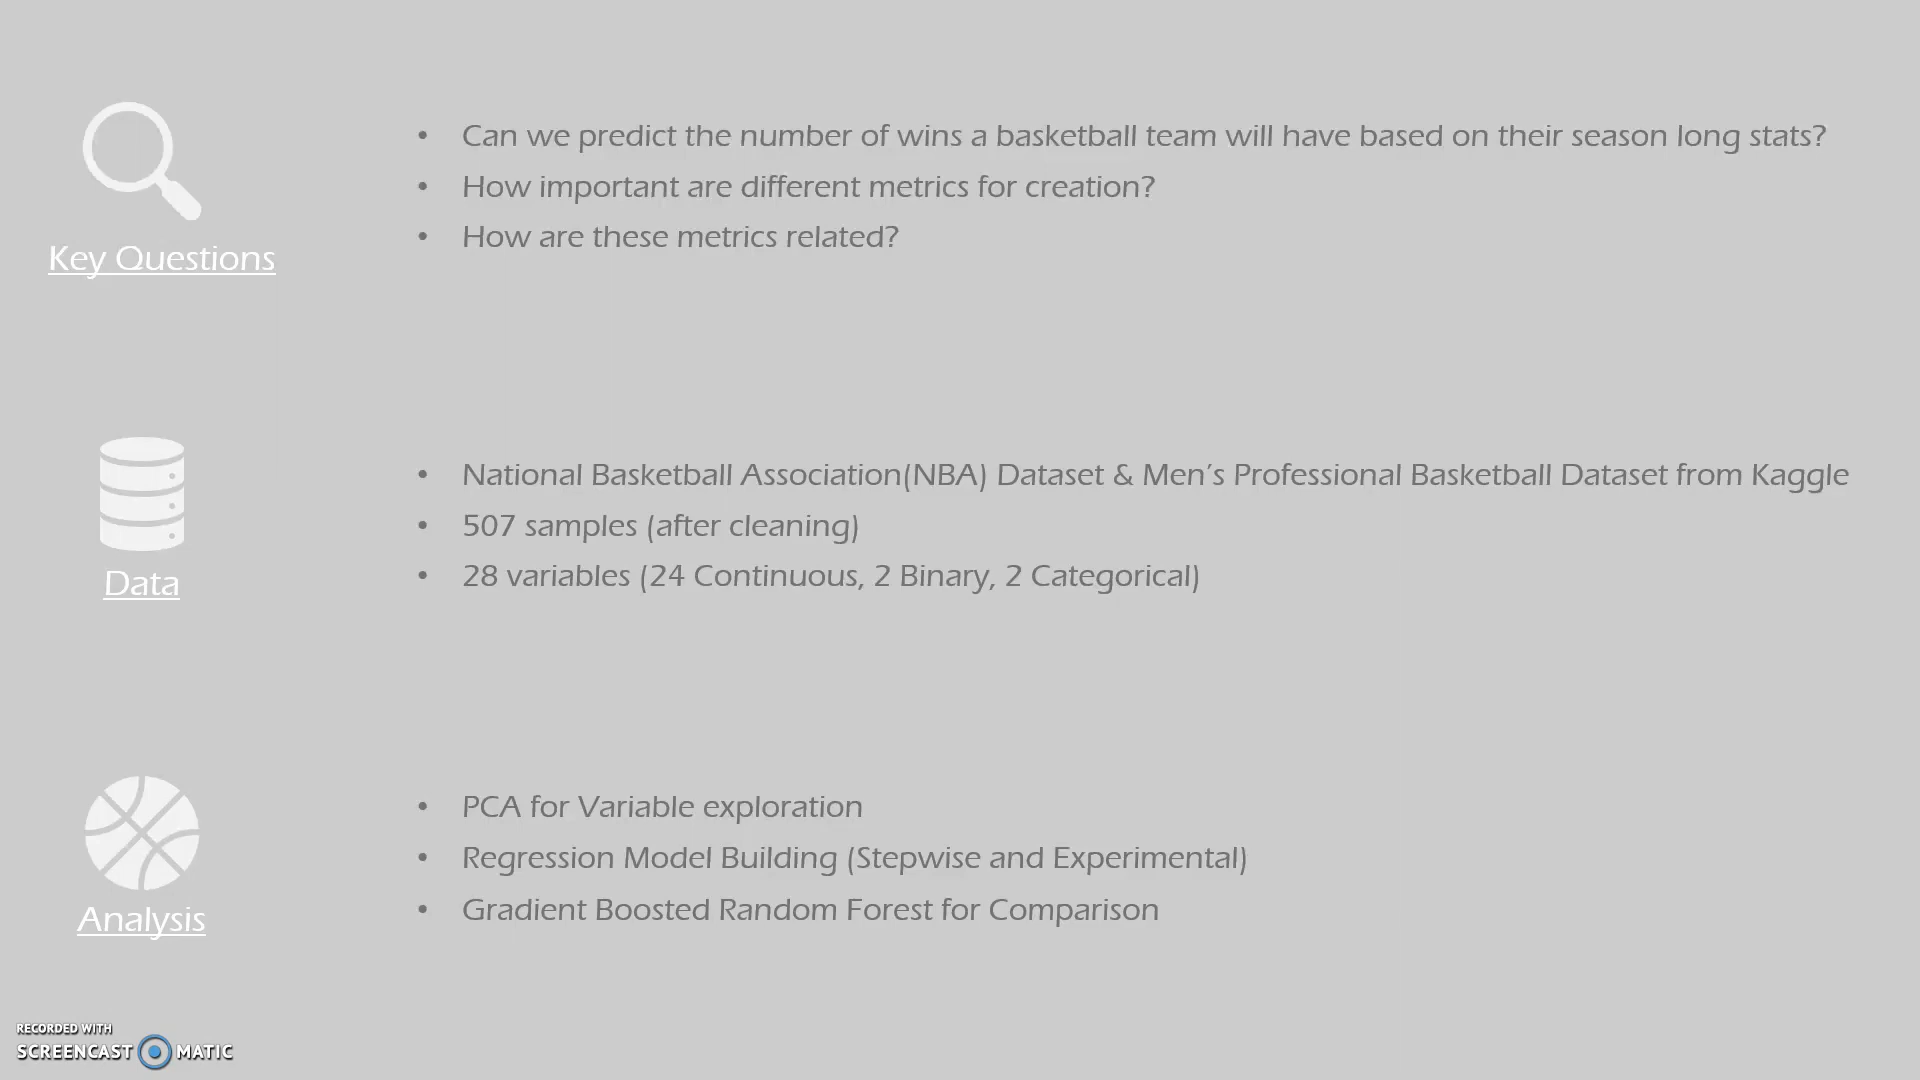 Key Questions
• Can we predict the number of wins a basketball team will have based on their season long stats?
• How important are different metrics for creation?
• How are these metrics related?
Data
• National Basketball Association(NBA) Dataset & Men’s Professional Basketball Dataset from Kaggle
• 507 samples (after cleaning)
• 28 variables (24 Continuous, 2 Binary, 2 Categorical)
Analysis
• PCA for Variable exploration
• Regression Model Building (Stepwise and Experimental)
• Gradient Boosted Random Forest for Comparison
RECORDED WITH
SCREENCAST MATIC